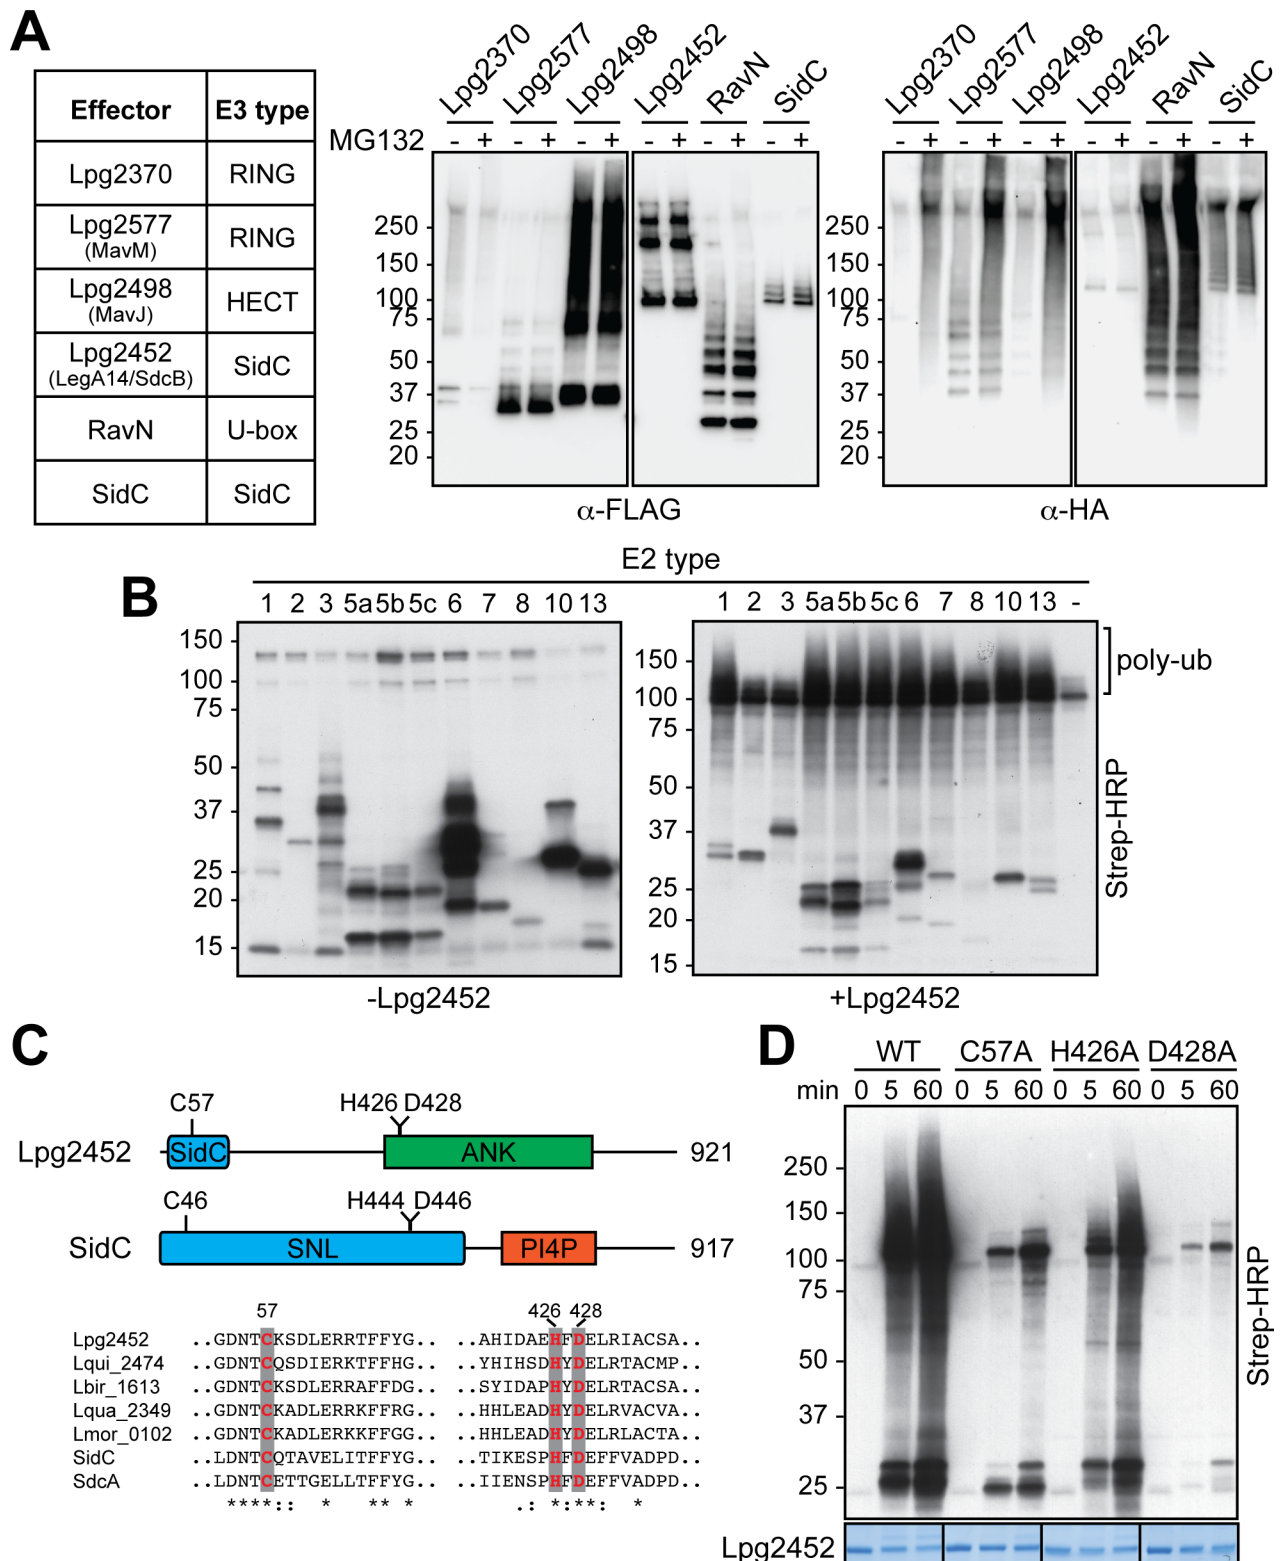 A
Effector E3 type
Lpg2370 RING
Lpg2577 (MavM) RING
Lpg2498 (MavJ) HECT
Lpg2452 (LegA14/SdcB) SidC
RavN U-box
SidC SidC
Lpg2370 Lpg2577 Lpg2498 Lpg2452 RavN SidC
MG132 - + - + - + - + - + - +
250
150
100
75
50
37
25
20
α-FLAG
Lpg2370 Lpg2577 Lpg2498 Lpg2452 RavN SidC
- + - + - + - + - + - +
250
150
100
75
50
37
25
20
α-HA
B
E2 type
1 2 3 5a 5b 5c 6 7 8 10 13
150
100
75
50
37
25
20
15
-Lpg2452
1 2 3 5a 5b 5c 6 7 8 10 13 -
150
100
75
50
37
25
20
15
poly-ub
Strep-HRP
+Lpg2452
C
C57 H426 D428
Lpg2452 SidC ANK 921
C46 H444 D446
SidC SNL PI4P 917
57 426 428
Lpg2452 ..GDNTCKSDLERRTFFYG.. ..AHIDAEHFDELRIACSA..
Lqui_2474 ..GDNTCQSDIERKTFFHG.. ..YHIHSDHYDELRTACMP..
Lbir_1613 ..GDNTCKSDLERRAFFDG.. ..SYIDAPHYDELRTACSA..
Lqua_2349 ..GDNTCKADLERRKFFRG.. ..HHLEADHYDELRVACVA..
Lmor_0102 ..GDNTCKADLERKKFFGG.. ..HHLEADHYDELRLACTA..
SidC ..LDNTCQTAVELITFFYG.. ..TIKESPHFDEFFVADPD..
SdcA ..LDNTCETTGELLTFFYG.. ..IIENSPHFDEFFVADPD..
****:: * ** * .: *:**: *
D
WT C57A H426A D428A
min 0 5 60 0 5 60 0 5 60 0 5 60
250
150
100
75
50
37
25
Strep-HRP
Lpg2452